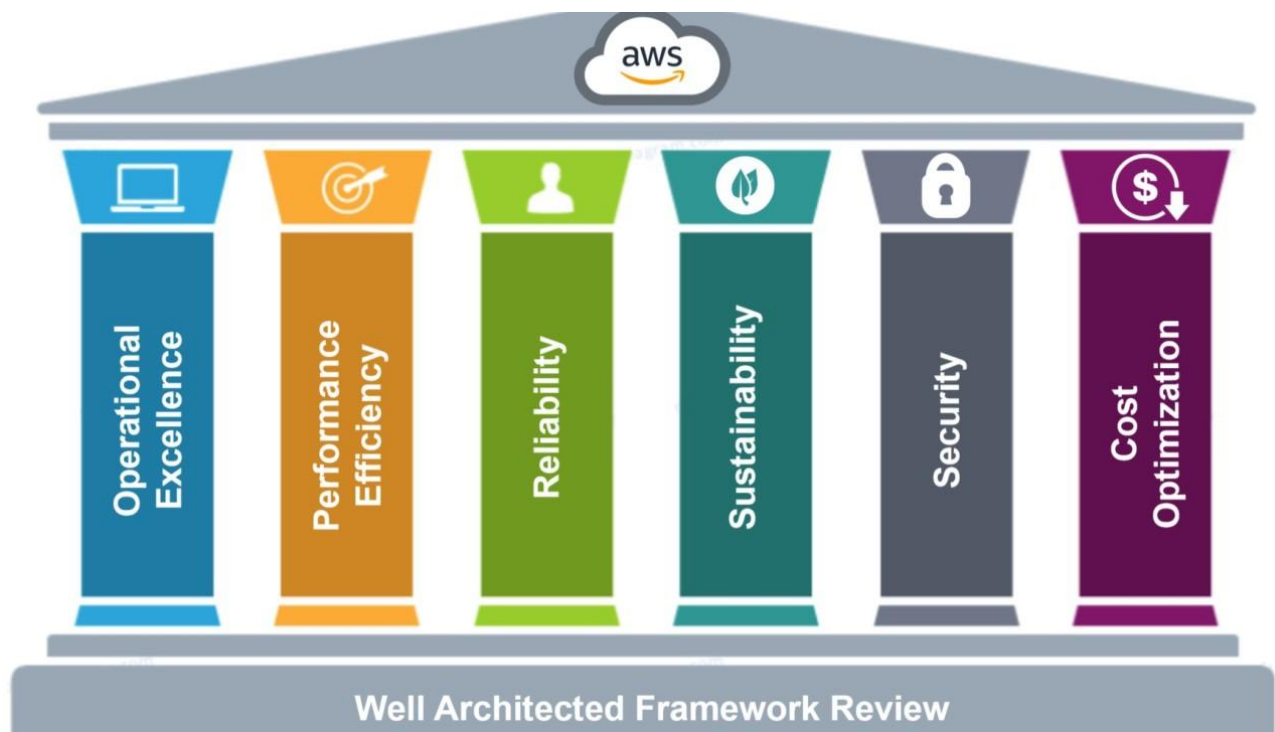 aws
Operational
Excellence
Performance
Efficiency
Reliability
Sustainability
Security
Cost
Optimization
$
Well Architected Framework Review